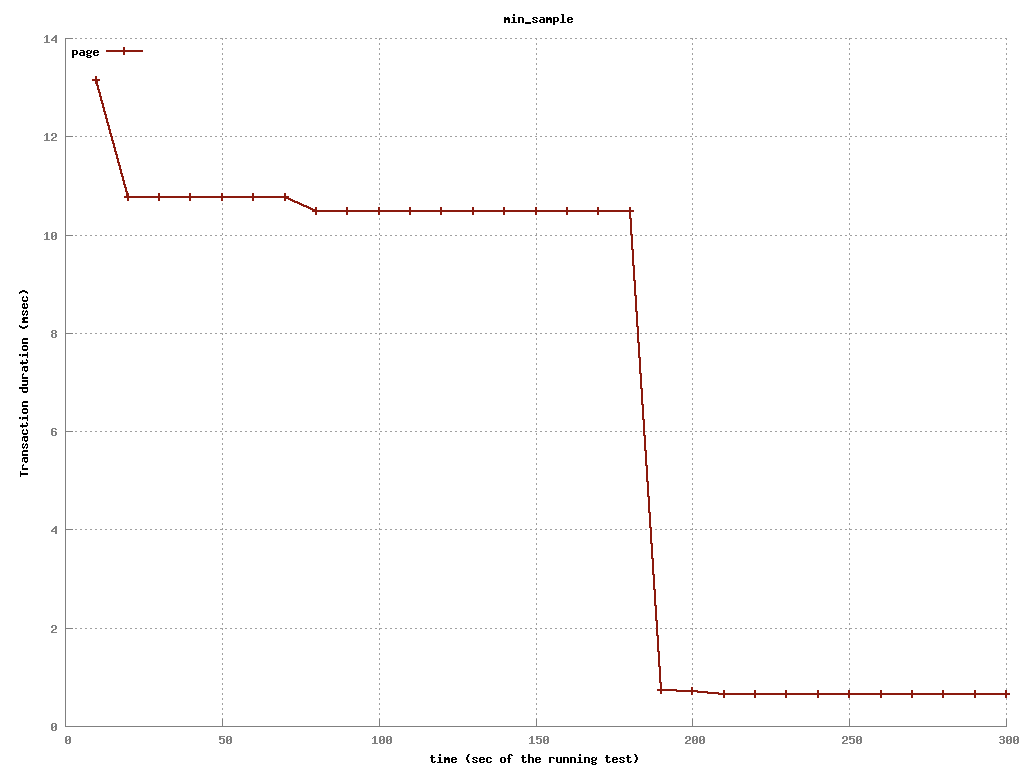 min_sample
page
14
12
10
8
6
4
2
0
Transaction duration (msec)
0 50 100 150 200 250 300
time (sec of the running test)